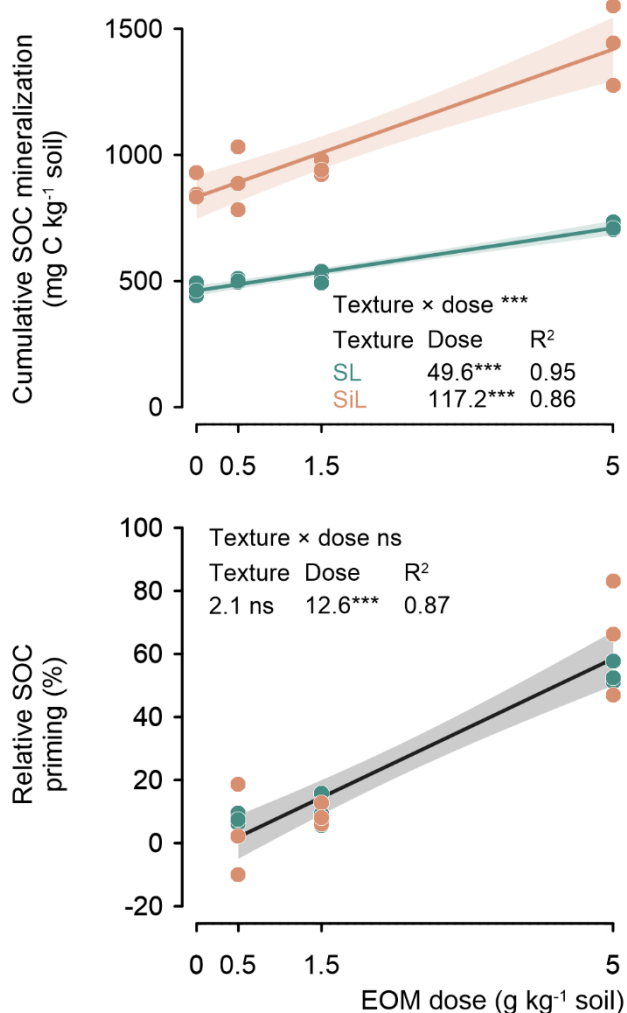 1500
1000
500
0
Cumulative SOC mineralization
(mg C kg⁻¹ soil)
Texture × dose ***
Texture Dose R²
SL 49.6*** 0.95
SiL 117.2*** 0.86
0 0.5 1.5 5
100
80
60
40
20
0
-20
Relative SOC
priming (%)
Texture × dose ns
Texture Dose R²
2.1 ns 12.6*** 0.87
0 0.5 1.5 5
EOM dose (g kg⁻¹ soil)